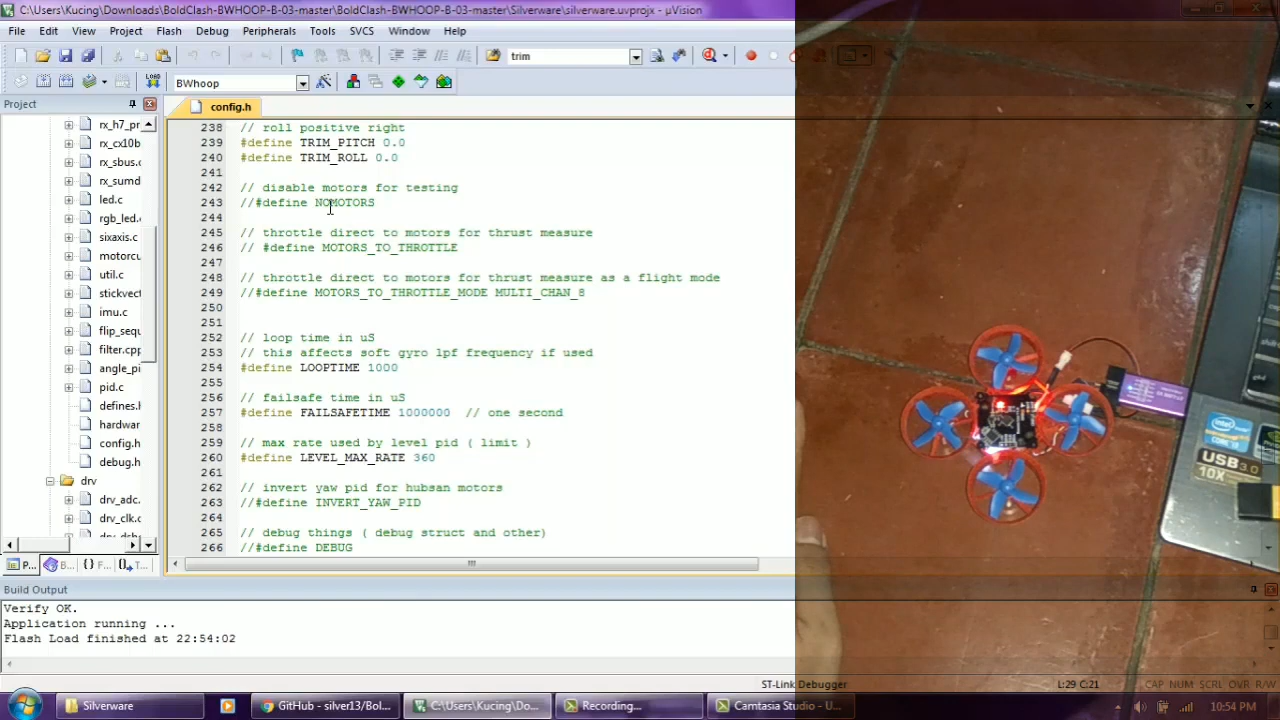 C:\Users\Kucing\Downloads\BoldClash-BWHOOP-B-03-master\BoldClash-BWHOOP-B-03-master\Silverware\silverware.uvprojx - µVision
File Edit View Project Flash Debug Peripherals Tools SVCS Window Help
trim
LOAD BWhoop
Project
config.h
rx_h7_pr
rx_cx10b
rx_sbus.
rx_sumd
led.c
rgb_led.
sixaxis.c
motorcu
util.c
stickvect
imu.c
flip_sequ
filter.cpp
angle_pi
pid.c
defines.
hardwar
config.h
debug.h
drv
drv_adc.
drv_clk.c
238 // roll positive right
239 #define TRIM_PITCH 0.0
240 #define TRIM_ROLL 0.0
241
242 // disable motors for testing
243 //#define NOMOTORS
244
245 // throttle direct to motors for thrust measure
246 // #define MOTORS_TO_THROTTLE
247
248 // throttle direct to motors for thrust measure as a flight mode
249 //#define MOTORS_TO_THROTTLE_MODE MULTI_CHAN_8
250
251
252 // loop time in uS
253 // this affects soft gyro lpf frequency if used
254 #define LOOPTIME 1000
255
256 // failsafe time in uS
257 #define FAILSAFETIME 1000000 // one second
258
259 // max rate used by level pid ( limit )
260 #define LEVEL_MAX_RATE 360
261
262 // invert yaw pid for hubsan motors
263 //#define INVERT_YAW_PID
264
265 // debug things ( debug struct and other)
266 //#define DEBUG
P... B... F... T...
Build Output
Verify OK.
Application running ...
Flash Load finished at 22:54:02
ST-Link Debugger
L:29 C:21
CAP NUM SCRL OVR R/W
Silverware
GitHub - silver13/Bol...
C:\Users\Kucing\Do...
Recording...
Camtasia Studio - U...
10:54 PM
intel
USB 3.0
10X